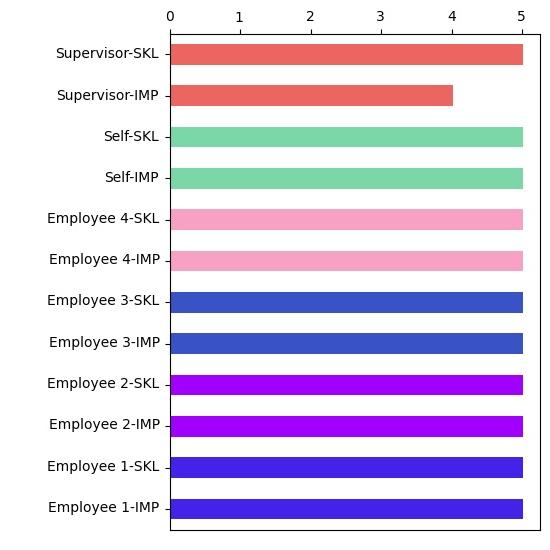 0 1 2 3 4 5
Supervisor-SKL
Supervisor-IMP
Self-SKL
Self-IMP
Employee 4-SKL
Employee 4-IMP
Employee 3-SKL
Employee 3-IMP
Employee 2-SKL
Employee 2-IMP
Employee 1-SKL
Employee 1-IMP